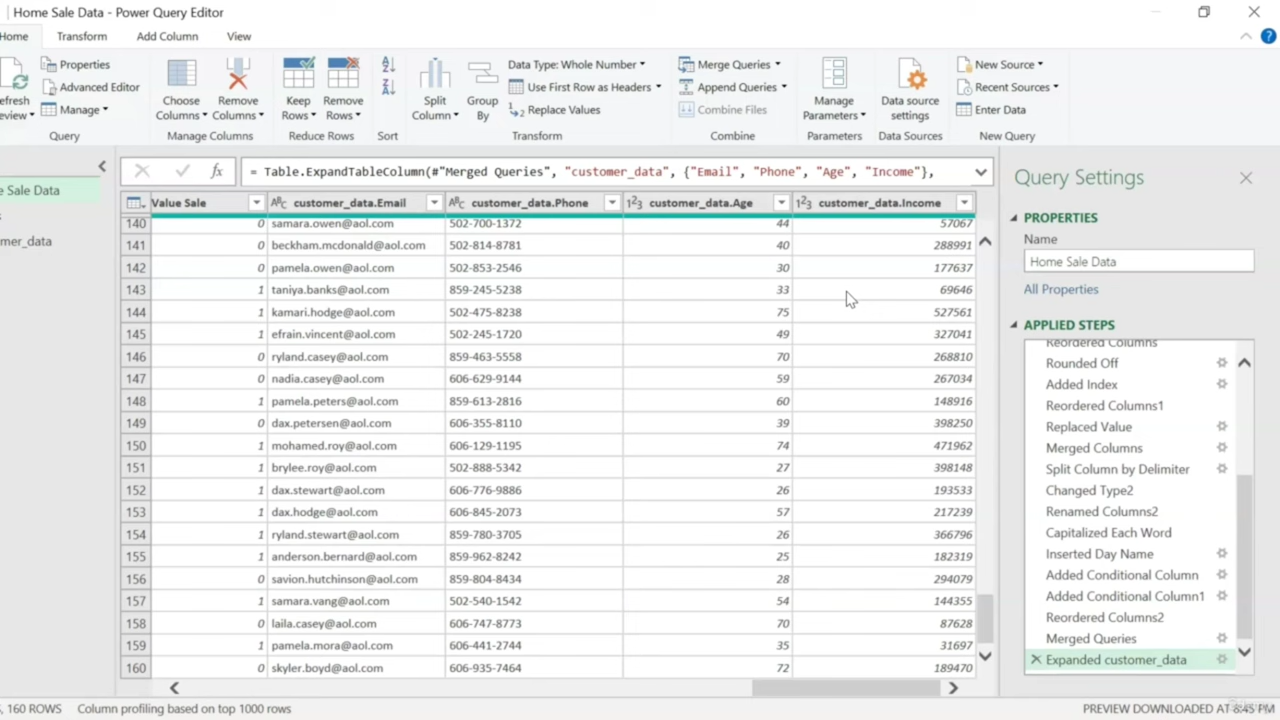 Home Sale Data - Power Query Editor
Home Transform Add Column View
Properties
Advanced Editor
Manage
Query
Choose Columns
Remove Columns
Manage Columns
Keep Rows
Remove Rows
Reduce Rows
Sort
Split Column
Group By
Data Type: Whole Number
Use First Row as Headers
Replace Values
Transform
Merge Queries
Append Queries
Combine Files
Combine
Manage Parameters
Parameters
Data source settings
Data Sources
New Source
Recent Sources
Enter Data
New Query
e Sale Data
mer_data
fx = Table.ExpandTableColumn(#"Merged Queries", "customer_data", {"Email", "Phone", "Age", "Income"},
Value Sale customer_data.Email customer_data.Phone customer_data.Age customer_data.Income
140 0 samara.owen@aol.com 502-700-1372 44 57067
141 0 beckham.mcdonald@aol.com 502-814-8781 40 288991
142 0 pamela.owen@aol.com 502-853-2546 30 177637
143 1 taniya.banks@aol.com 859-245-5238 33 69646
144 1 kamari.hodge@aol.com 502-475-8238 75 527561
145 1 efrain.vincent@aol.com 502-245-1720 49 327041
146 0 ryland.casey@aol.com 859-463-5558 70 268810
147 0 nadia.casey@aol.com 606-629-9144 59 267034
148 1 pamela.peters@aol.com 859-613-2816 60 148916
149 0 dax.petersen@aol.com 606-355-8110 39 398250
150 1 mohamed.roy@aol.com 606-129-1195 74 471962
151 1 brylee.roy@aol.com 502-888-5342 27 398148
152 1 dax.stewart@aol.com 606-776-9886 26 193533
153 1 dax.hodge@aol.com 606-845-2073 57 217239
154 1 ryland.stewart@aol.com 859-780-3705 26 366796
155 1 anderson.bernard@aol.com 859-962-8242 25 182319
156 0 savion.hutchinson@aol.com 859-804-8434 28 294079
157 1 samara.vang@aol.com 502-540-1542 54 144355
158 0 laila.casey@aol.com 606-747-8773 70 87628
159 1 pamela.mora@aol.com 606-441-2744 35 31697
160 0 skyler.boyd@aol.com 606-935-7464 72 189470
Query Settings
PROPERTIES
Name
Home Sale Data
All Properties
APPLIED STEPS
Reordered Columns
Rounded Off
Added Index
Reordered Columns1
Replaced Value
Merged Columns
Split Column by Delimiter
Changed Type2
Renamed Columns2
Capitalized Each Word
Inserted Day Name
Added Conditional Column
Added Conditional Column1
Reordered Columns2
Merged Queries
Expanded customer_data
160 ROWS Column profiling based on top 1000 rows
PREVIEW DOWNLOADED AT 8:45 PM